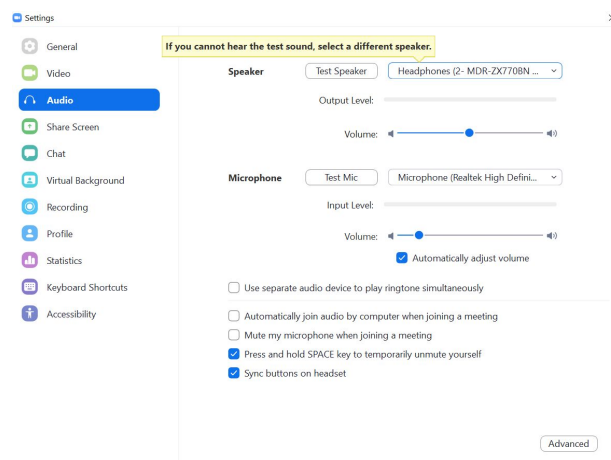 Settings
General
Video
Audio
Share Screen
Chat
Virtual Background
Recording
Profile
Statistics
Keyboard Shortcuts
Accessibility
If you cannot hear the test sound, select a different speaker.
Speaker
Test Speaker
Headphones (2- MDR-ZX770BN ...
Output Level:
Volume:
Microphone
Test Mic
Microphone (Realtek High Defini...
Input Level:
Volume:
Automatically adjust volume
Use separate audio device to play ringtone simultaneously
Automatically join audio by computer when joining a meeting
Mute my microphone when joining a meeting
Press and hold SPACE key to temporarily unmute yourself
Sync buttons on headset
Advanced